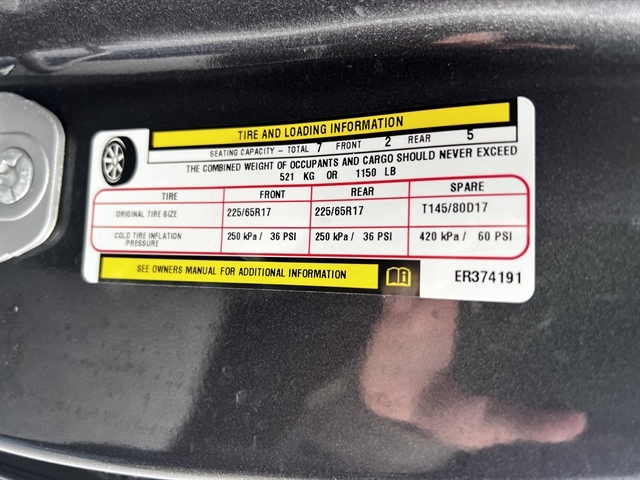 TIRE AND LOADING INFORMATION
SEATING CAPACITY – TOTAL 7 FRONT 2 REAR 5
THE COMBINED WEIGHT OF OCCUPANTS AND CARGO SHOULD NEVER EXCEED
521 KG OR 1150 LB
TIRE FRONT REAR SPARE
ORIGINAL TIRE SIZE 225/65R17 225/65R17 T145/80D17
COLD TIRE INFLATION PRESSURE 250 kPa / 36 PSI 250 kPa / 36 PSI 420 kPa / 60 PSI
SEE OWNERS MANUAL FOR ADDITIONAL INFORMATION
ER374191